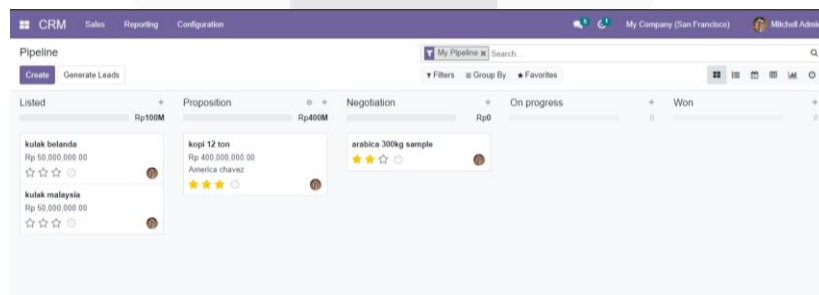 CRM Sales Reporting Configuration My Company (San Francisco) Mitchell Admin
Pipeline
My Pipeline x Search...
Create Generate Leads
Filters Group By Favorites
Listed +
Rp100M
kulak belanda
Rp 50,000,000.00
kulak malaysia
Rp 50,000,000.00
Proposition +
Rp400M
kopi 12 ton
Rp 400,000,000.00
America chavez
Negotiation +
Rp0
arabica 300kg sample
On progress +
0
Won +
0